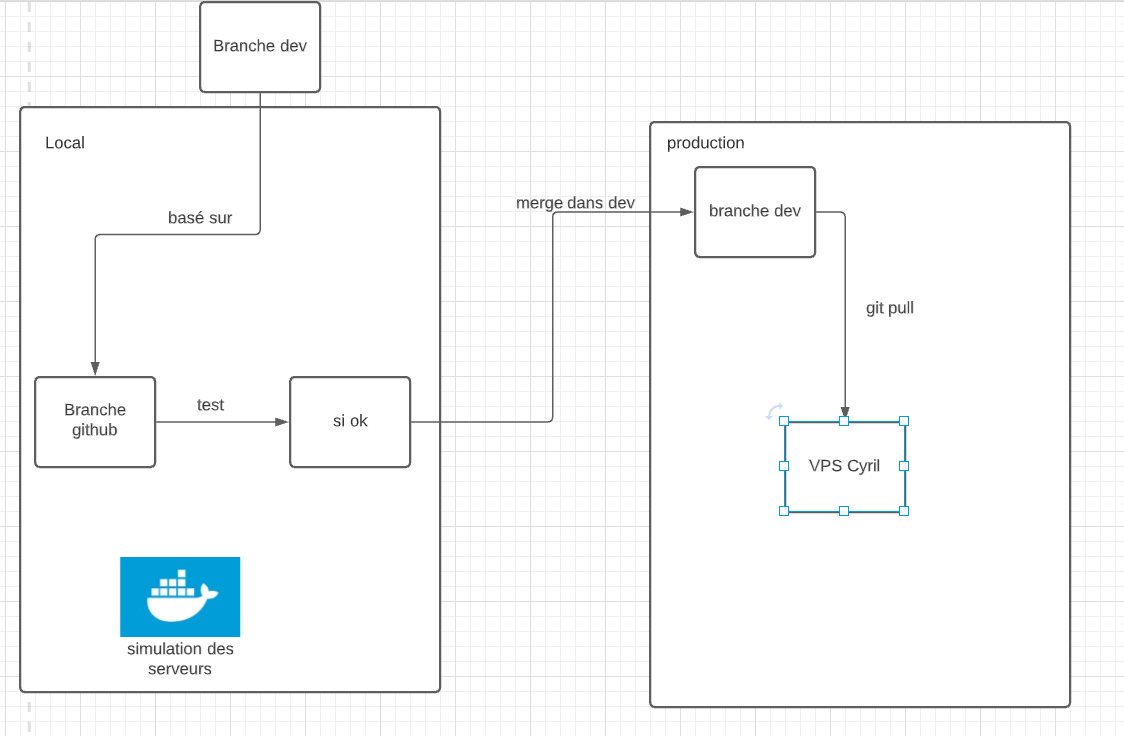 Branche dev
Local
production
basé sur
merge dans dev
branche dev
git pull
Branche
github
test
si ok
VPS Cyril
simulation des
serveurs